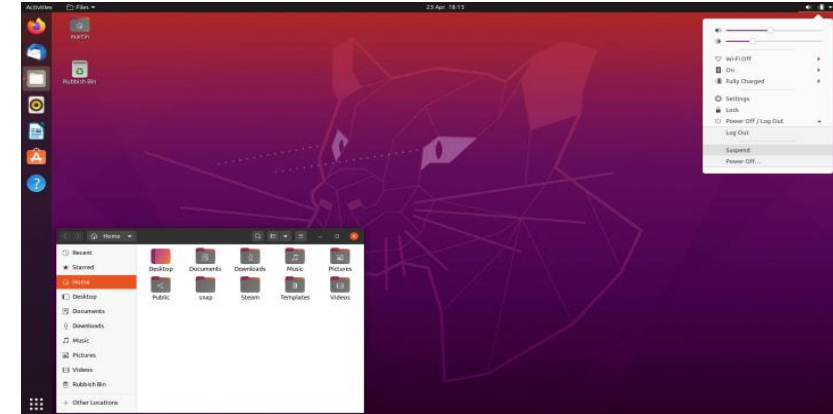 Activities Files 23 Apr 18:15
martin
Rubbish Bin
Wi-Fi Off
On
Fully Charged
Settings
Lock
Power Off / Log Out
Log Out
Suspend
Power Off...
Home
Recent
Starred
Home
Desktop
Documents
Downloads
Music
Pictures
Videos
Rubbish Bin
+ Other Locations
Desktop Documents Downloads Music Pictures
Public snap Steam Templates Videos